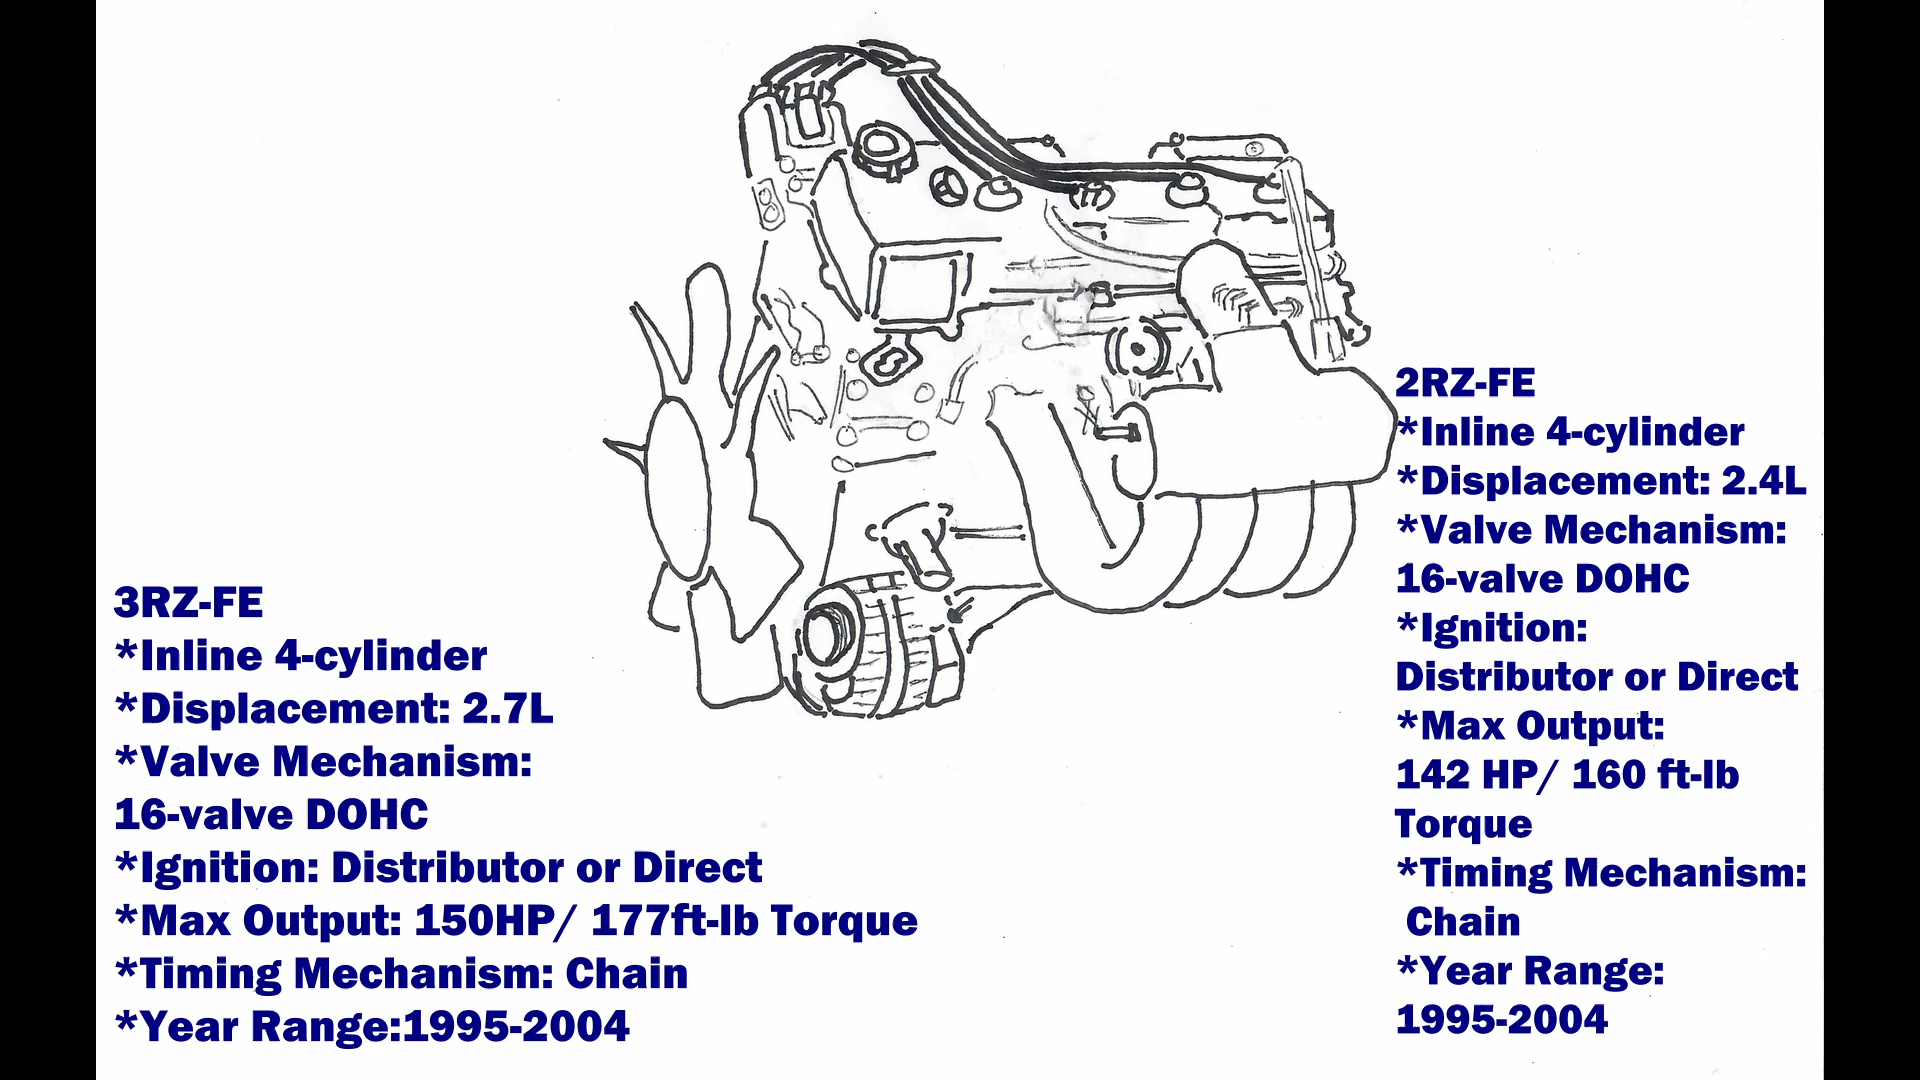 3RZ-FE
*Inline 4-cylinder
*Displacement: 2.7L
*Valve Mechanism:
16-valve DOHC
*Ignition: Distributor or Direct
*Max Output: 150HP/ 177ft-lb Torque
*Timing Mechanism: Chain
*Year Range:1995-2004
2RZ-FE
*Inline 4-cylinder
*Displacement: 2.4L
*Valve Mechanism:
16-valve DOHC
*Ignition:
Distributor or Direct
*Max Output:
142 HP/ 160 ft-lb
Torque
*Timing Mechanism:
Chain
*Year Range:
1995-2004